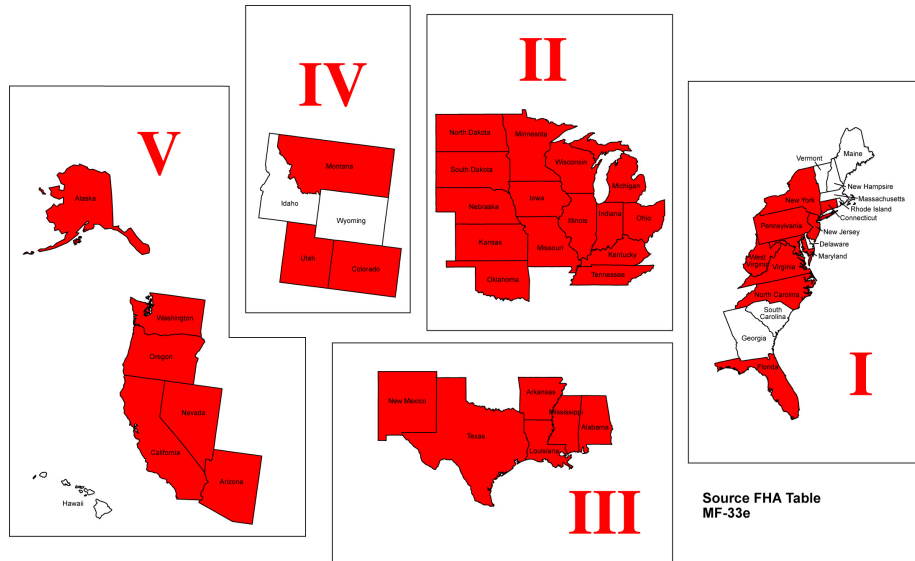 V
Alaska
Washington
Oregon
Nevada
California
Arizona
Hawaii
IV
Montana
Idaho
Wyoming
Utah
Colorado
II
North Dakota
Minnesota
South Dakota
Wisconsin
Michigan
Nebraska
Iowa
Illinois
Indiana
Ohio
Kansas
Missouri
Kentucky
Oklahoma
Tennessee
III
New Mexico
Texas
Arkansas
Mississippi
Alabama
Louisiana
I
Maine
Vermont
New Hampsire
Massachusetts
Rhode Island
Connecticut
New York
Pennsylvania
New Jersey
Delaware
Maryland
West
Virginia
Virginia
North Carolina
South
Carolina
Georgia
Florida
Source FHA Table
MF-33e